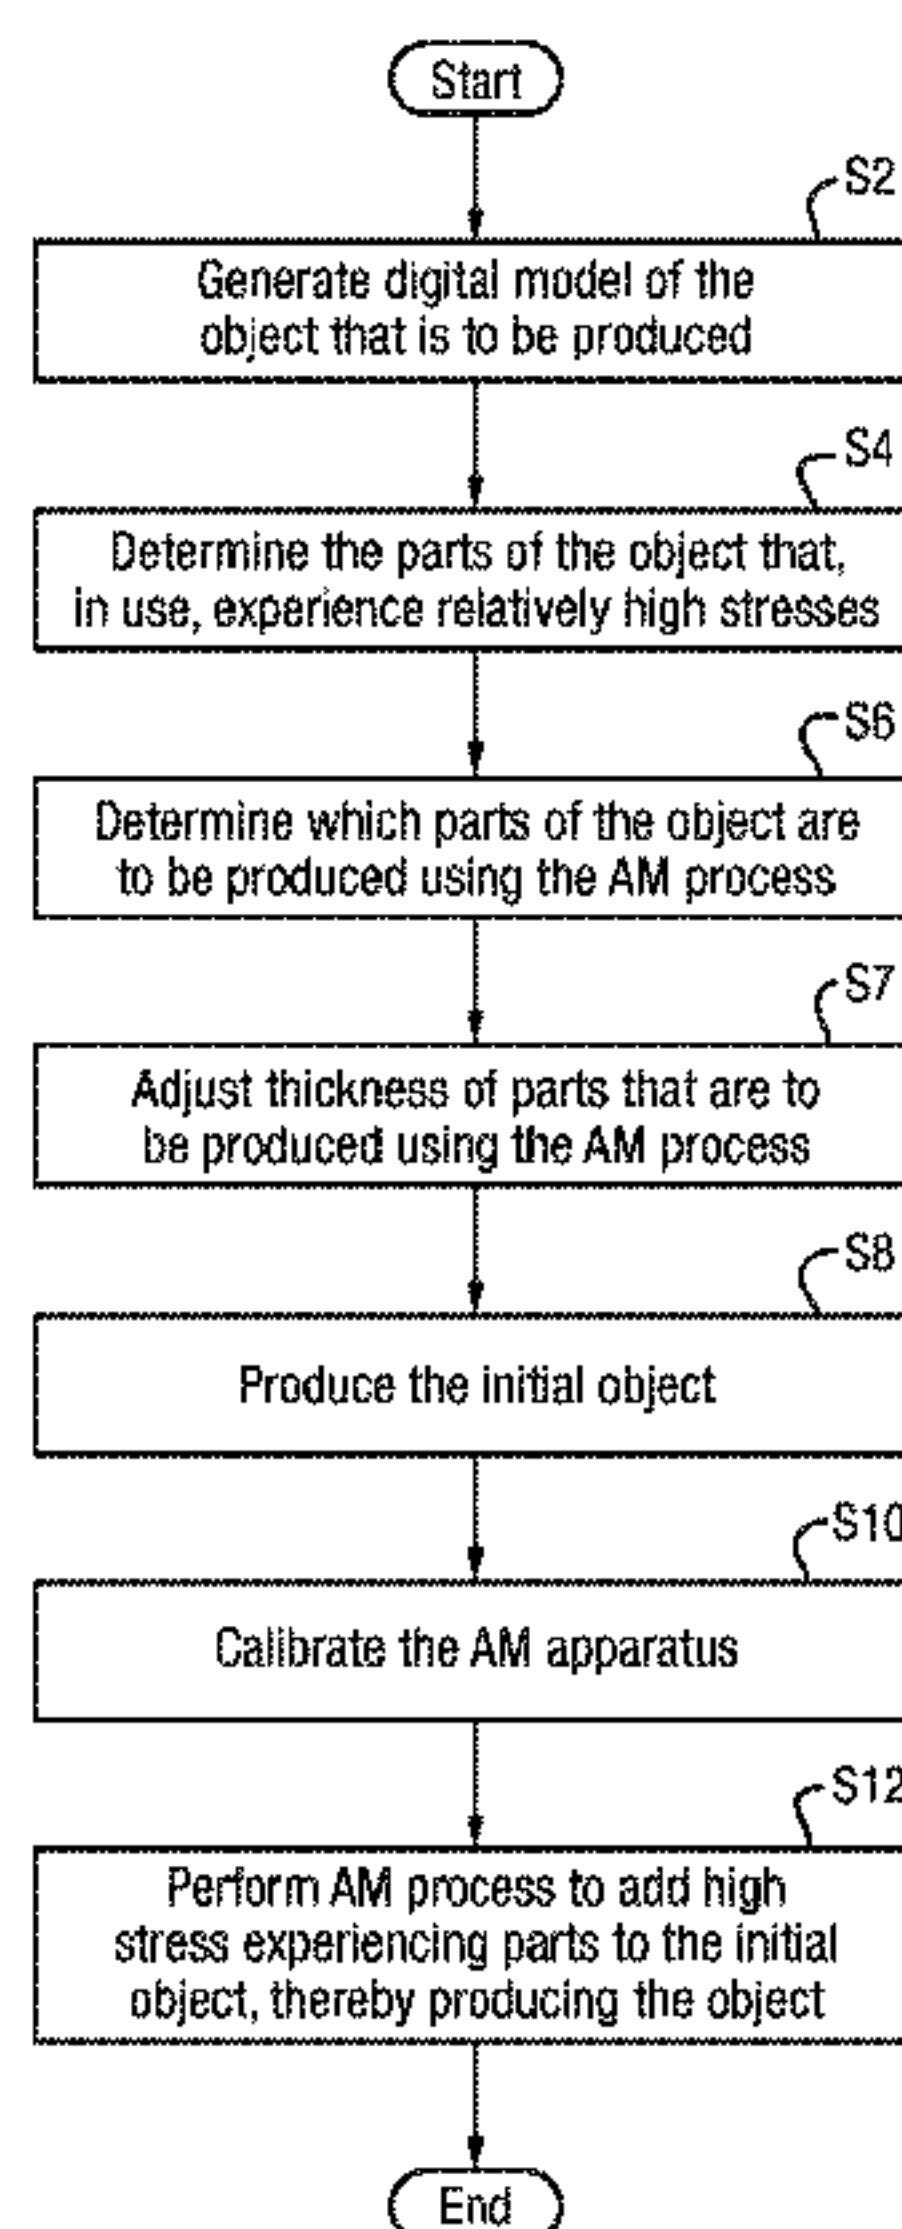 Start
S2
Generate digital model of the
object that is to be produced
S4
Determine the parts of the object that,
in use, experience relatively high stresses
S6
Determine which parts of the object are
to be produced using the AM process
S7
Adjust thickness of parts that are to
be produced using the AM process
S8
Produce the initial object
S10
Calibrate the AM apparatus
S12
Perform AM process to add high
stress experiencing parts to the initial
object, thereby producing the object
End